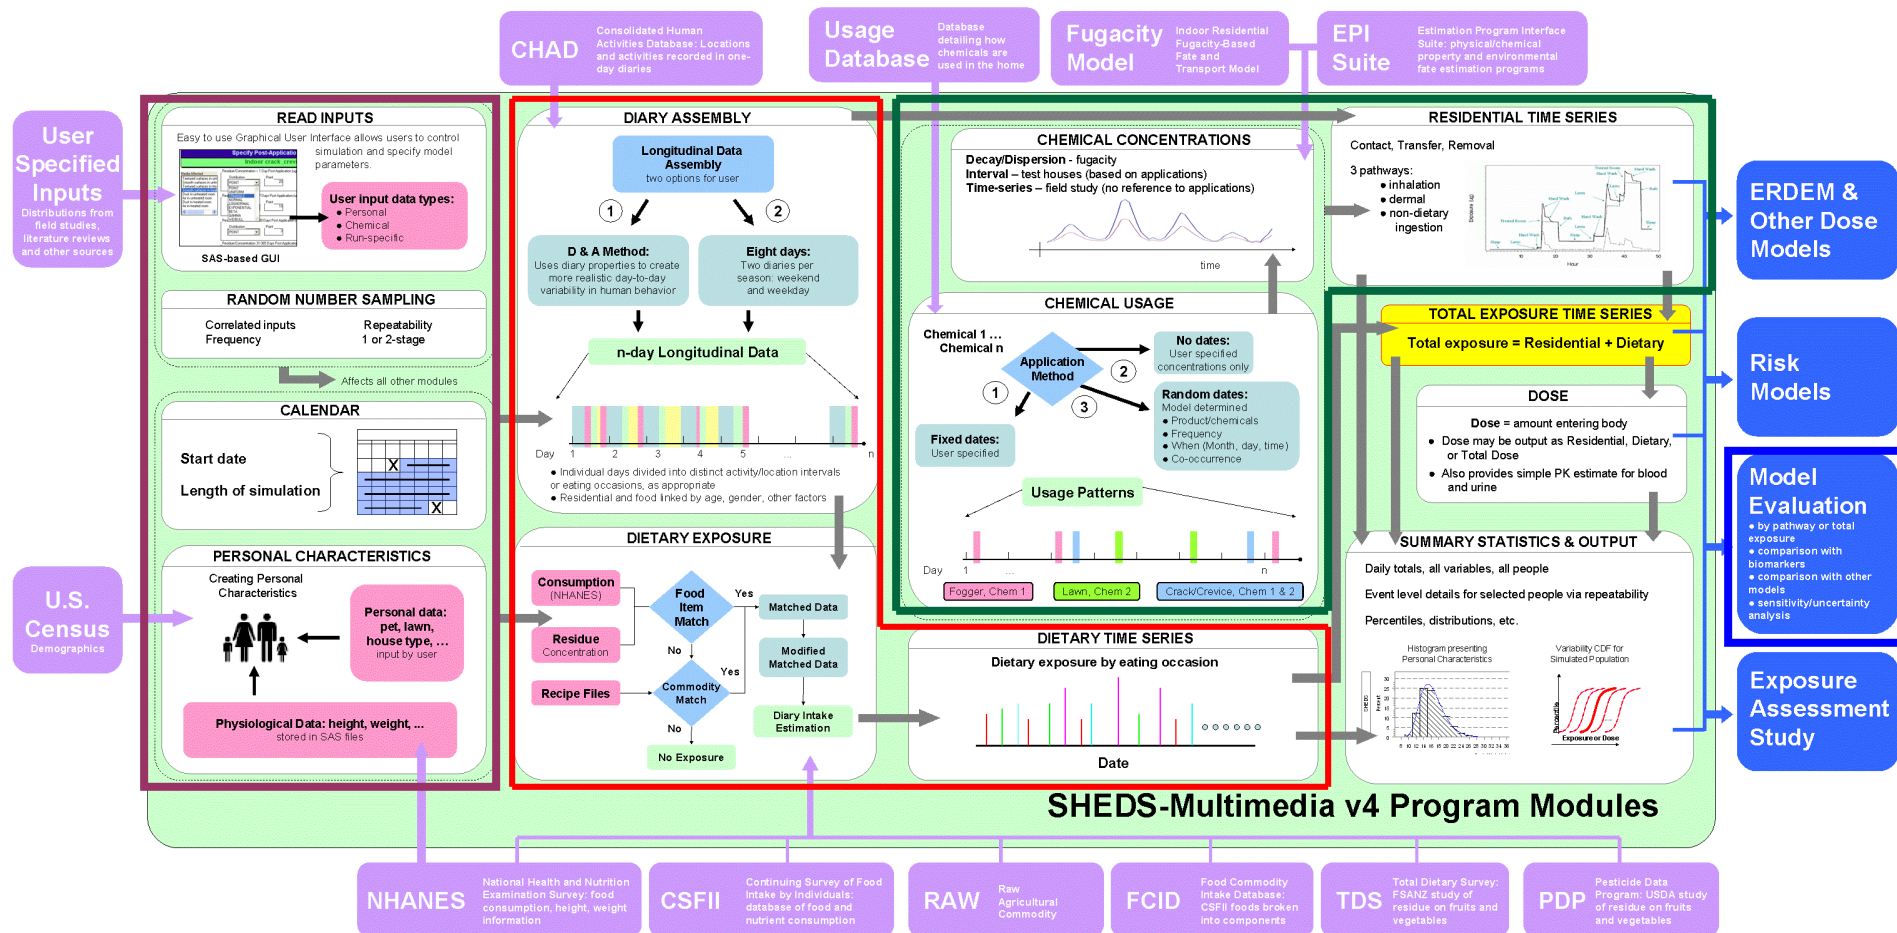 CHAD
Consolidated Human
Activities Database: Locations
and activities recorded in one-
day diaries
Usage
Database
Database
detailing how
chemicals are
used in the home
Fugacity
Model
Indoor Residential
Fugacity-Based
Fate and
Transport Model
EPI
Suite
Estimation Program Interface
Suite: physical/chemical
property and environmental
fate estimation programs
User
Specified
Inputs
Distributions from
field studies,
literature reviews
and other sources
U.S.
Census
Demographics
READ INPUTS
Easy to use Graphical User Interface allows users to control
simulation and specify model
parameters.
Specify Post-Applicatio
Indoor crack_crev
User input data types:
● Personal
● Chemical
● Run-specific
SAS-based GUI
RANDOM NUMBER SAMPLING
Correlated inputs
Frequency
Repeatability
1 or 2-stage
Affects all other modules
CALENDAR
Start date
Length of simulation
X
X
PERSONAL CHARACTERISTICS
Creating Personal
Characteristics
Personal data:
pet, lawn,
house type, ...
input by user
Physiological Data: height, weight, ...
stored in SAS files
DIARY ASSEMBLY
Longitudinal Data
Assembly
two options for user
1
2
D & A Method:
Uses diary properties to create
more realistic day-to-day
variability in human behavior
Eight days:
Two diaries per
season: weekend
and weekday
n-day Longitudinal Data
Day 1 2 3 4 5 ... n
● Individual days divided into distinct activity/location intervals
or eating occasions, as appropriate
● Residential and food linked by age, gender, other factors
DIETARY EXPOSURE
Consumption
(NHANES)
Residue
Concentration
Recipe Files
Food
Item
Match
Yes
No
Commodity
Match
Yes
No
No Exposure
Matched Data
Modified
Matched Data
Diary Intake
Estimation
CHEMICAL CONCENTRATIONS
Decay/Dispersion - fugacity
Interval – test houses (based on applications)
Time-series – field study (no reference to applications)
time
CHEMICAL USAGE
Chemical 1 ...
Chemical n
Application
Method
1
2
3
No dates:
User specified
concentrations only
Fixed dates:
User specified
Random dates:
Model determined
● Product/chemicals
● Frequency
● When (Month, day, time)
● Co-occurrence
Usage Patterns
Day 1 ... n
Fogger, Chem 1
Lawn, Chem 2
Crack/Crevice, Chem 1 & 2
DIETARY TIME SERIES
Dietary exposure by eating occasion
Date
RESIDENTIAL TIME SERIES
Contact, Transfer, Removal
3 pathways:
● inhalation
● dermal
● non-dietary
ingestion
Hour
TOTAL EXPOSURE TIME SERIES
Total exposure = Residential + Dietary
DOSE
Dose = amount entering body
● Dose may be output as Residential, Dietary,
or Total Dose
● Also provides simple PK estimate for blood
and urine
SUMMARY STATISTICS & OUTPUT
Daily totals, all variables, all people
Event level details for selected people via repeatability
Percentiles, distributions, etc.
Histogram presenting
Personal Characteristics
SHEDS
Percent
Variability CDF for
Simulated Population
Percentile
Exposure or Dose
ERDEM &
Other Dose
Models
Risk
Models
Model
Evaluation
● by pathway or total
exposure
● comparison with
biomarkers
● comparison with other
models
● sensitivity/uncertainty
analysis
Exposure
Assessment
Study
SHEDS-Multimedia v4 Program Modules
NHANES
National Health and Nutrition
Examination Survey: food
consumption, height, weight
information
CSFII
Continuing Survey of Food
Intake by Individuals:
database of food and
nutrient consumption
RAW
Raw
Agricultural
Commodity
FCID
Food Commodity
Intake Database:
CSFII foods broken
into components
TDS
Total Dietary Survey:
FSANZ study of
residue on fruits and
vegetables
PDP
Pesticide Data
Program: USDA study
of residue on fruits
and vegetables